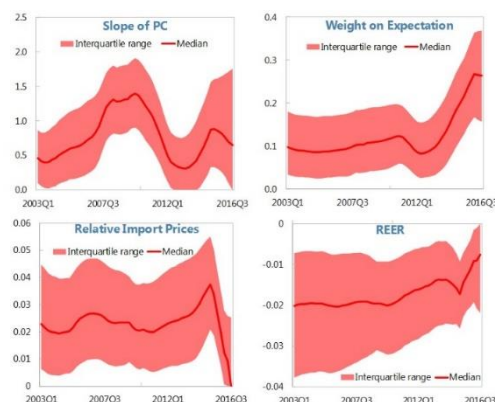 Slope of PC
2.5
2.0
1.5
1.0
0.5
0.0
Interquartile range
Median
2003Q1
2007Q3
2012Q1
2016Q3
Weight on Expectation
0.4
0.3
0.2
0.1
0.0
Interquartile range
Median
2003Q1
2007Q3
2012Q1
2016Q3
Relative Import Prices
0.06
0.05
0.04
0.03
0.02
0.01
0
Interquartile range
Median
2003Q1
2007Q3
2012Q1
2016Q3
REER
0
-0.01
-0.02
-0.03
-0.04
Interquartile range
Median
2003Q1
2007Q3
2012Q1
2016Q3